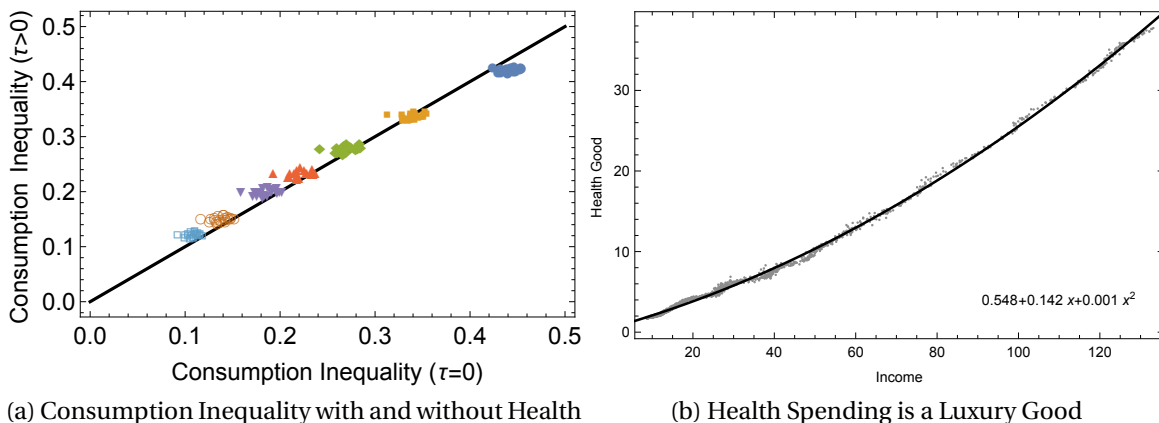 Consumption Inequality (τ>0)
0.5
0.4
0.3
0.2
0.1
0.0
0.0 0.1 0.2 0.3 0.4 0.5
Consumption Inequality (τ=0)
(a) Consumption Inequality with and without Health
Health Good
30
20
10
0
0.548+0.142 x+0.001 x²
20 40 60 80 100 120
Income
(b) Health Spending is a Luxury Good